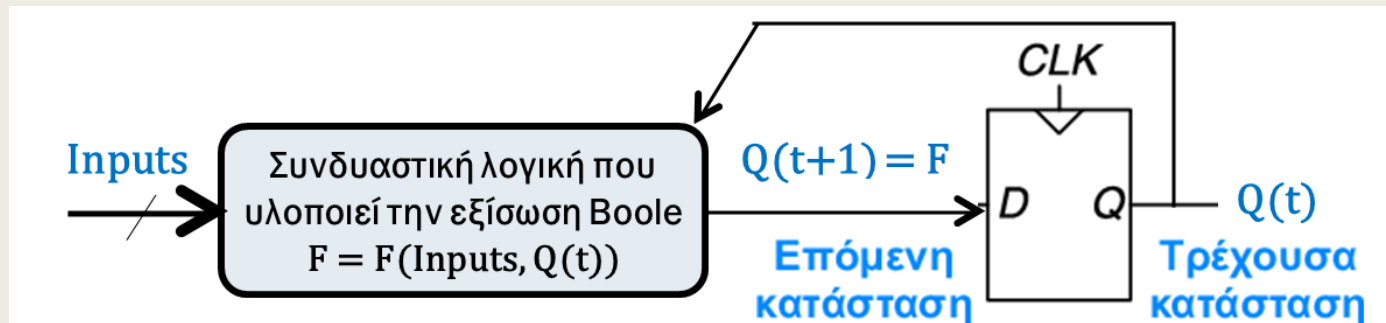 CLK
Inputs
Συνδυαστική λογική που
υλοποιεί την εξίσωση Boole
F = F(Inputs, Q(t))
Q(t+1) = F
D
Q
Q(t)
Επόμενη
κατάσταση
Τρέχουσα
κατάσταση